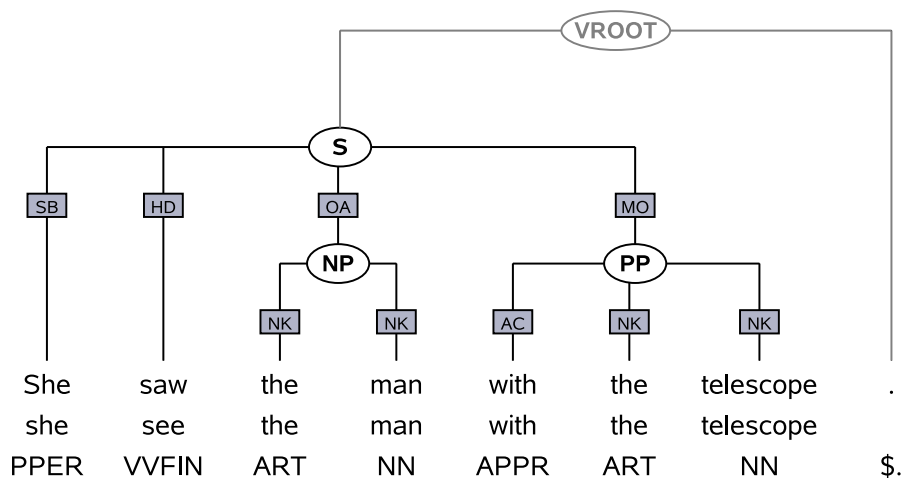 VROOT
S
SB HD OA MO
NP PP
NK NK AC NK NK
She saw the man with the telescope .
she see the man with the telescope
PPER VVFIN ART NN APPR ART NN $.